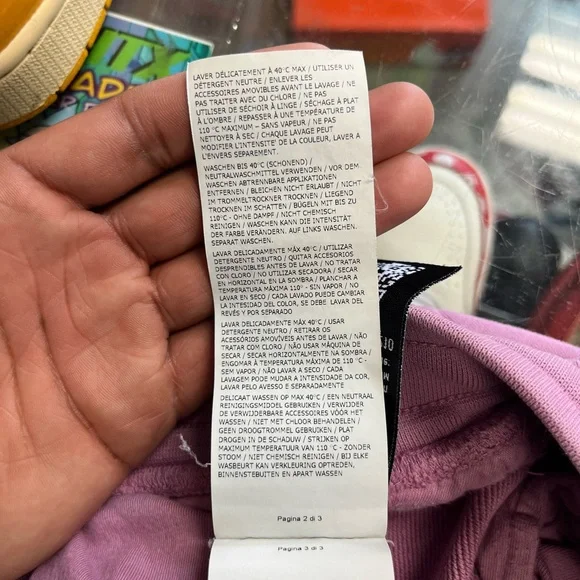 LAVER DÉLICATEMENT À 40°C MAX / UTILISER UN
DÉTERGENT NEUTRE / ENLEVER LES
ACCESSOIRES AMOVIBLES AVANT LE LAVAGE / NE
PAS TRAITER AVEC DU CHLORE / NE PAS
UTILISER DE SÉCHOIR À LINGE / SÉCHAGE À PLAT
À L'OMBRE / REPASSER À UNE TEMPÉRATURE DE
110 °C MAXIMUM – SANS VAPEUR / NE PAS
NETTOYER À SEC / CHAQUE LAVAGE PEUT
MODIFIER L'INTENSITE' DE LA COULEUR, LAVER A
L'ENVERS SEPAREMENT.
WASCHEN BIS 40°C (SCHONEND) /
NEUTRALWASCHMITTEL VERWENDEN / VOR DEM
WASCHEN ABTRENNBARE APPLIKATIONEN
ENTFERNEN / BLEICHEN NICHT ERLAUBT / NICHT
IM TROMMELTROCKNER TROCKNEN / LIEGEND
TROCKNEN IM SCHATTEN / BÜGELN MIT BIS ZU
110°C - OHNE DAMPF / NICHT CHEMISCH
REINIGEN / WASCHEN KANN DIE INTENSITÄT
DER FARBE VERÄNDERN. AUF LINKS WASCHEN.
SEPARAT WASCHEN.
LAVAR DELICADAMENTE MÁX 40°C / UTILIZAR
DETERGENTE NEUTRO / QUITAR ACCESORIOS
DESPRENDIBLES ANTES DE LAVAR / NO TRATAR
CON CLORO / NO UTILIZAR SECADORA / SECAR
EN HORIZONTAL EN LA SOMBRA / PLANCHAR A
TEMPERATURA MÁXIMA 110°C - SIN VAPOR / NO
LAVAR EN SECO / CADA LAVADO PUEDE CAMBIAR
LA INTESIDAD DEL COLOR, SE DEBE LAVAR DEL
REVÉS Y POR SEPARADO
LAVAR DELICADAMENTE MÁX 40°C / USAR
DETERGENTE NEUTRO / RETIRAR OS
ACESSÓRIOS AMOVÍVEIS ANTES DE LAVAR / NÃO
TRATAR COM CLORO / NÃO USAR MÁQUINA DE
SECAR / SECAR HORIZONTALMENTE NA SOMBRA /
ENGOMAR À TEMPERATURA MÁXIMA DE 110 °C -
SEM VAPOR / NÃO LAVAR A SECO / CADA
LAVAGEM PODE MUDAR A INTENSIDADE DA COR,
LAVAR PELO AVESSO E SEPARADAMENTE
DELICAAT WASSEN OP MAX 40°C / EEN NEUTRAAL
REINIGINGSMIDDEL GEBRUIKEN / VERWIJDER
DE VERWIJDERBARE ACCESSOIRES VÓÓR HET
WASSEN / NIET MET CHLOOR BEHANDELEN /
GEEN DROOGTROMMEL GEBRUIKEN / PLAT
DROGEN IN DE SCHADUW / STRIJKEN OP
MAXIMUM TEMPERATUUR VAN 110 °C - ZONDER
STOOM / NIET CHEMISCH REINIGEN / BIJ ELKE
WASBEURT KAN VERKLEURING OPTREDEN,
BINNENSTEBUITEN EN APART WASSEN
Pagina 2 di 3
Pagina 3 di 3